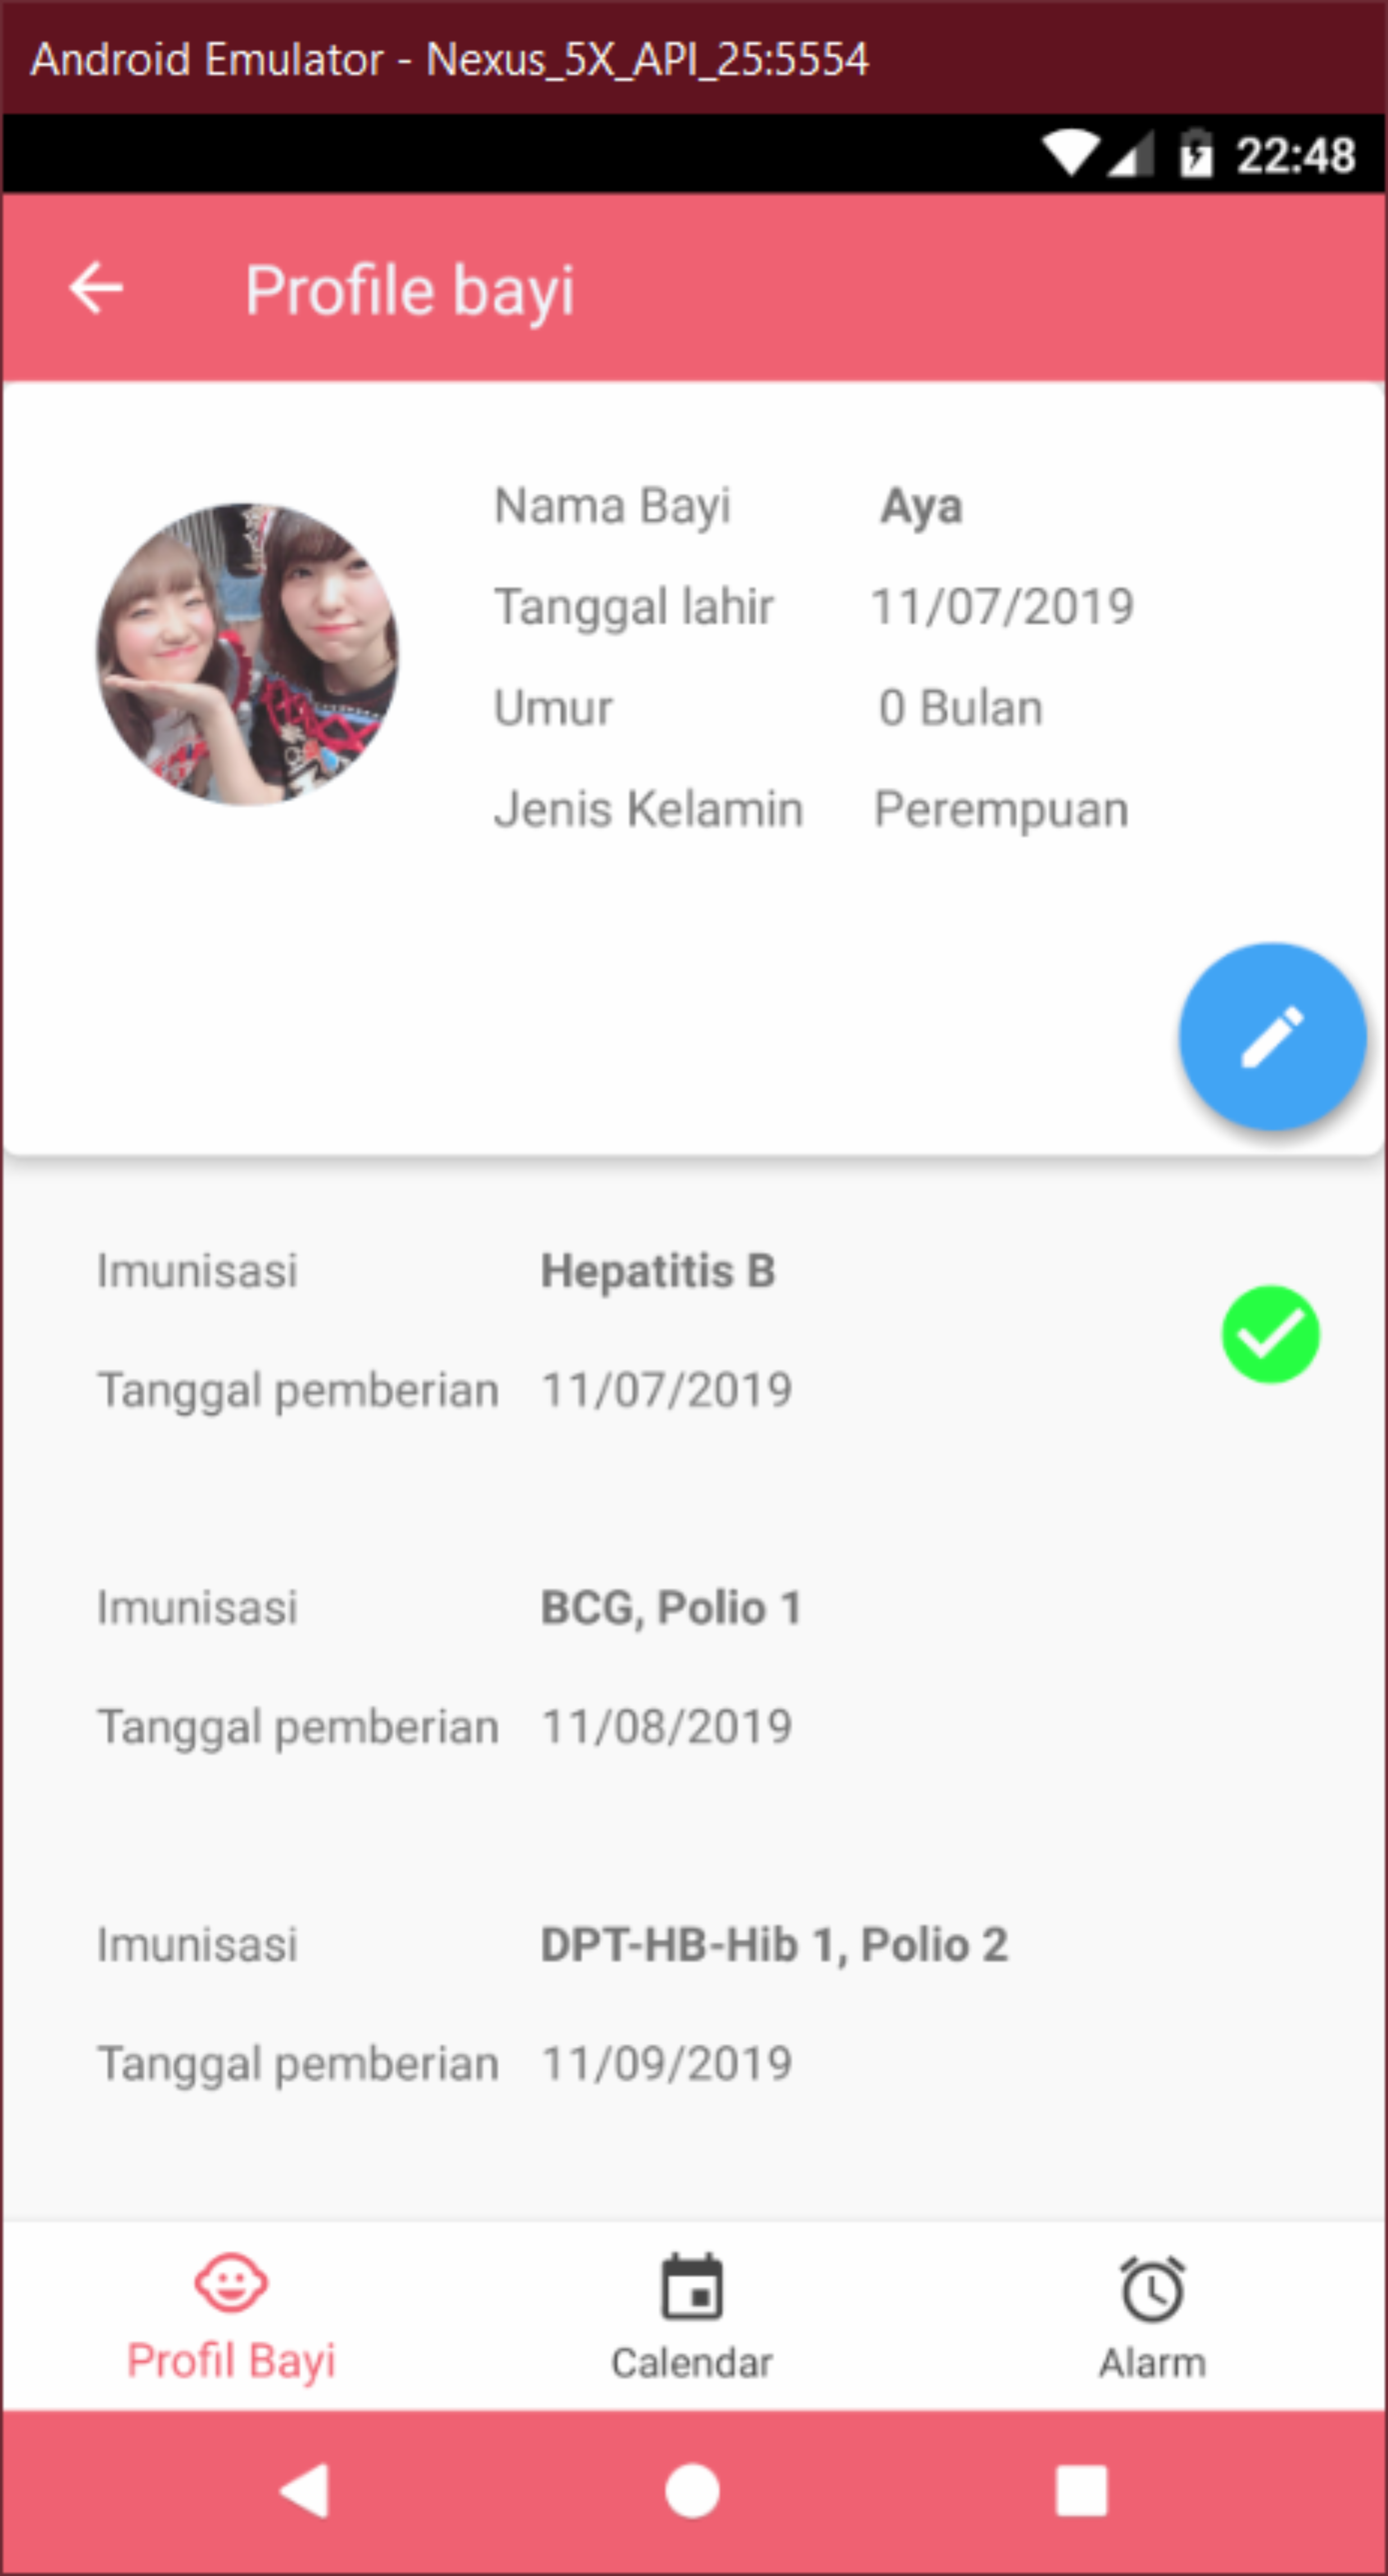 Android Emulator - Nexus_5X_API_25:5554
22:48
Profile bayi
Nama Bayi Aya
Tanggal lahir 11/07/2019
Umur 0 Bulan
Jenis Kelamin Perempuan
Imunisasi Hepatitis B
Tanggal pemberian 11/07/2019
Imunisasi BCG, Polio 1
Tanggal pemberian 11/08/2019
Imunisasi DPT-HB-Hib 1, Polio 2
Tanggal pemberian 11/09/2019
Profil Bayi Calendar Alarm